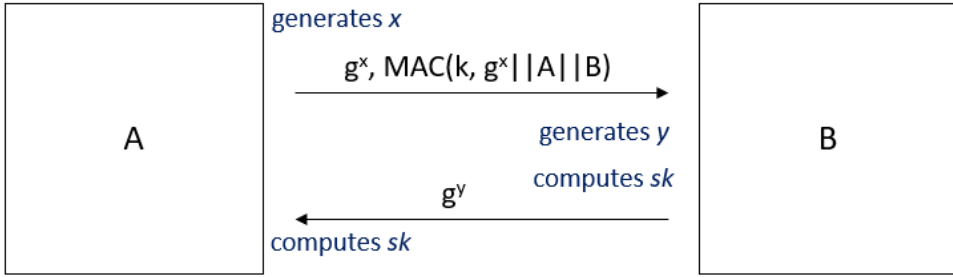 generates x
gˣ, MAC(k, gˣ||A||B)
A
B
generates y
computes sk
gʸ
computes sk